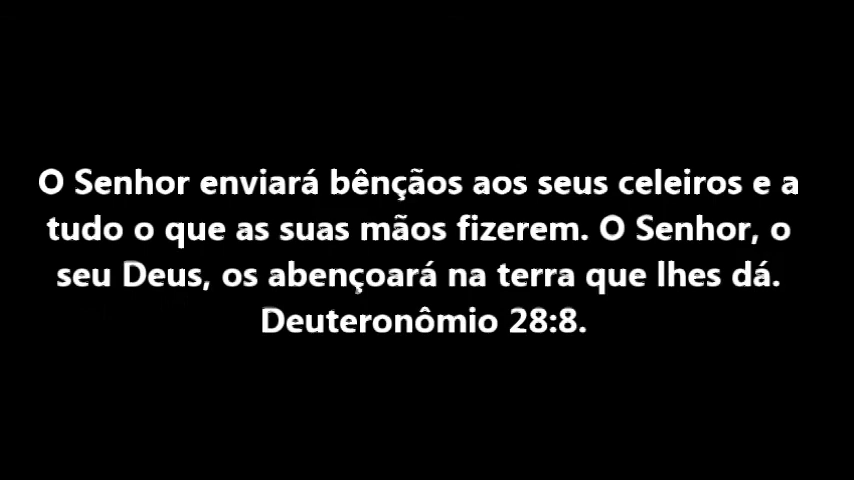 O Senhor enviará bênçãos aos seus celeiros e a
tudo o que as suas mãos fizerem. O Senhor, o
seu Deus, os abençoará na terra que lhes dá.
Deuteronômio 28:8.